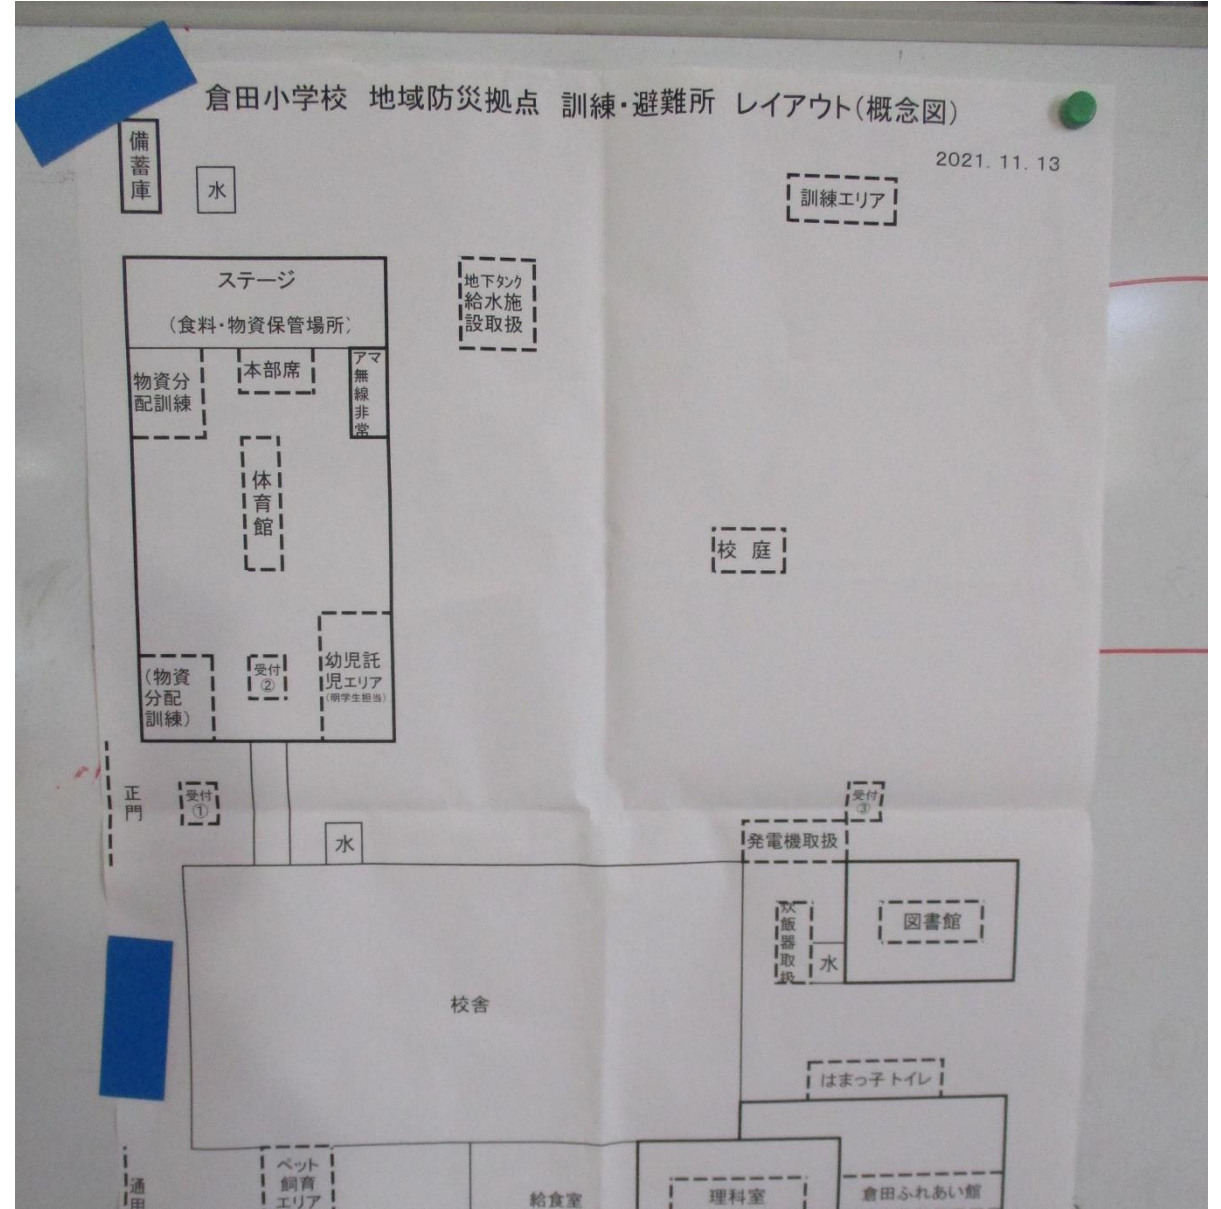 倉田小学校 地域防災拠点 訓練・避難所 レイアウト(概念図)
2021.11.13
備蓄庫
水
訓練エリア
ステージ
(食料・物資保管場所)
地下タンク
給水施
設取扱
物資分
配訓練
本部席
アマ
無
線
非
常
体育館
校 庭
(物資
分配
訓練)
受付
②
幼児託
児エリア
(明学生担当)
正門
受付
①
水
受付
③
発電機取扱
炊飯器取扱
水
図書館
校舎
はまっ子トイレ
ペット
飼育
エリア
給食室
理科室
倉田ふれあい館
通用